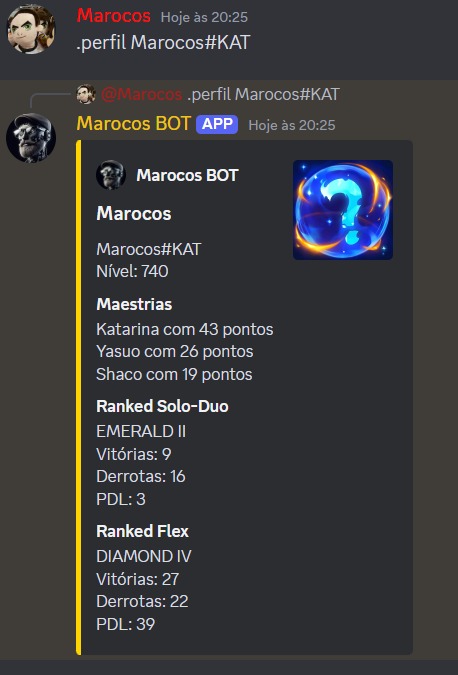 Marocos Hoje às 20:25
.perfil Marocos#KAT
@Marocos .perfil Marocos#KAT
Marocos BOT APP Hoje às 20:25
Marocos BOT
Marocos
Marocos#KAT
Nível: 740
Maestrias
Katarina com 43 pontos
Yasuo com 26 pontos
Shaco com 19 pontos
Ranked Solo-Duo
EMERALD II
Vitórias: 9
Derrotas: 16
PDL: 3
Ranked Flex
DIAMOND IV
Vitórias: 27
Derrotas: 22
PDL: 39